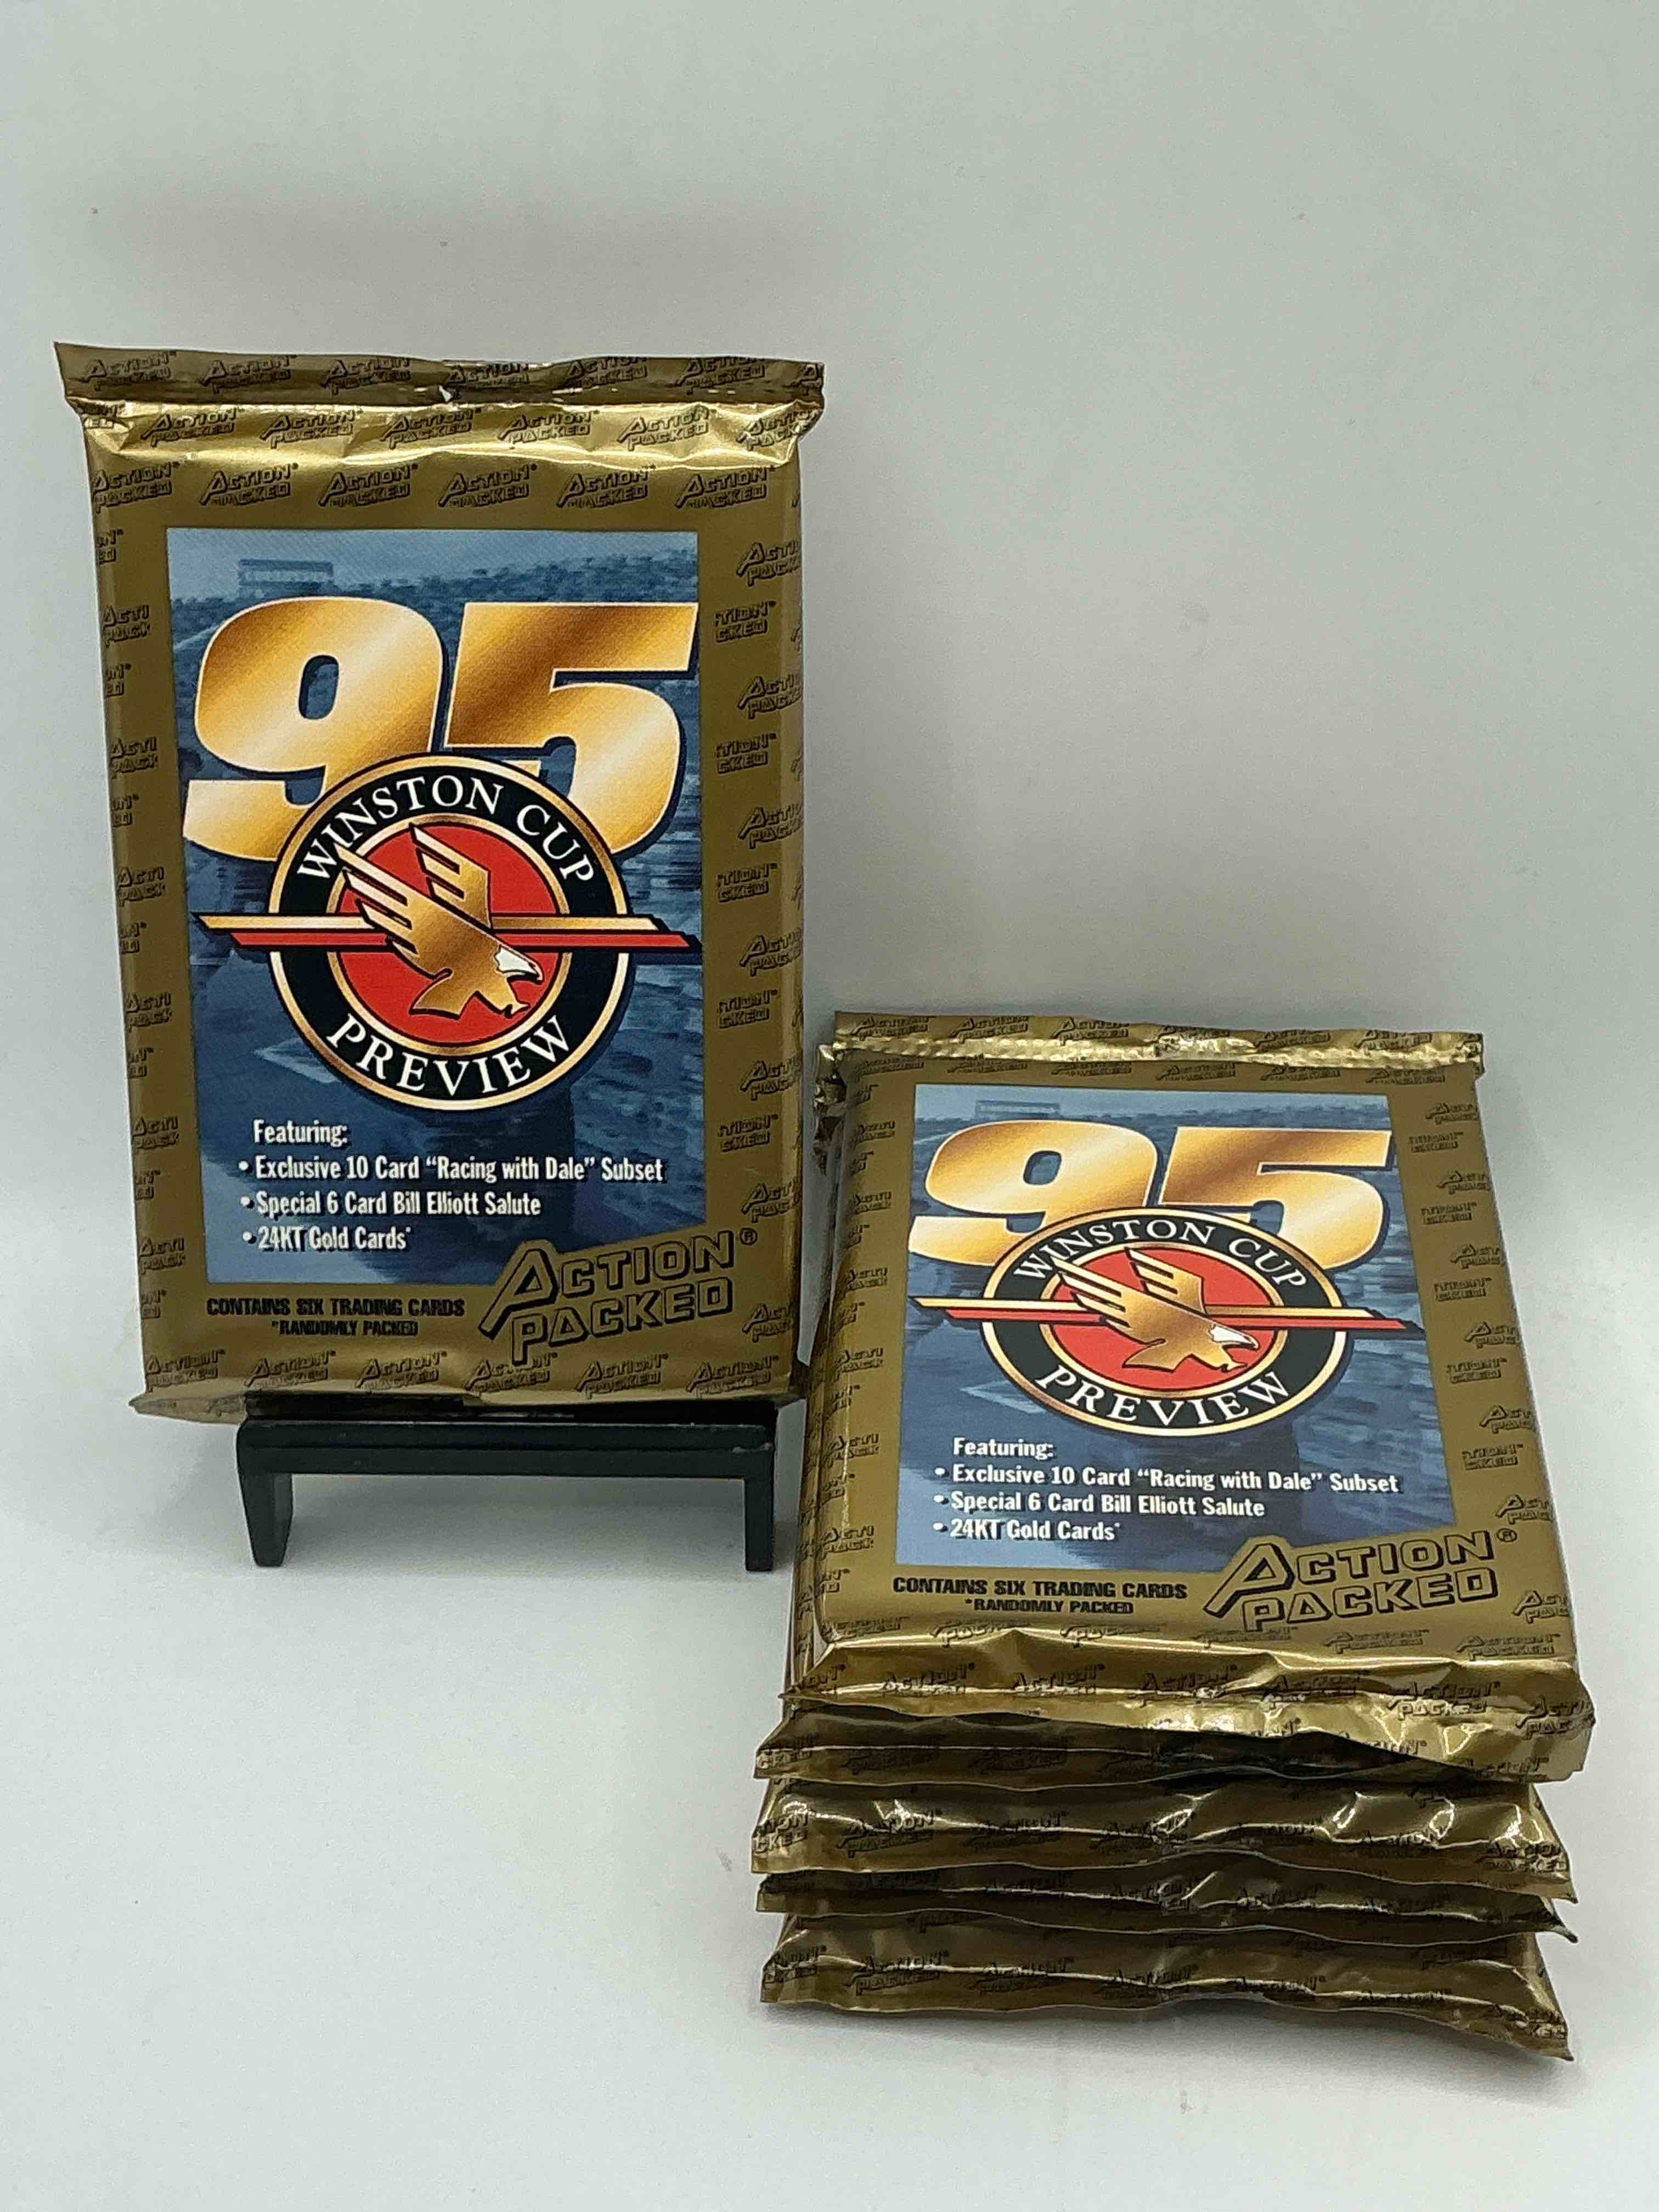 95
WINSTON CUP
PREVIEW
Featuring:
• Exclusive 10 Card “Racing with Dale” Subset
• Special 6 Card Bill Elliott Salute
• 24KT Gold Cards*
CONTAINS SIX TRADING CARDS
*RANDOMLY PACKED
ACTION®
PACKED
95
WINSTON CUP
PREVIEW
Featuring:
• Exclusive 10 Card “Racing with Dale” Subset
• Special 6 Card Bill Elliott Salute
• 24KT Gold Cards*
CONTAINS SIX TRADING CARDS
*RANDOMLY PACKED
ACTION®
PACKED